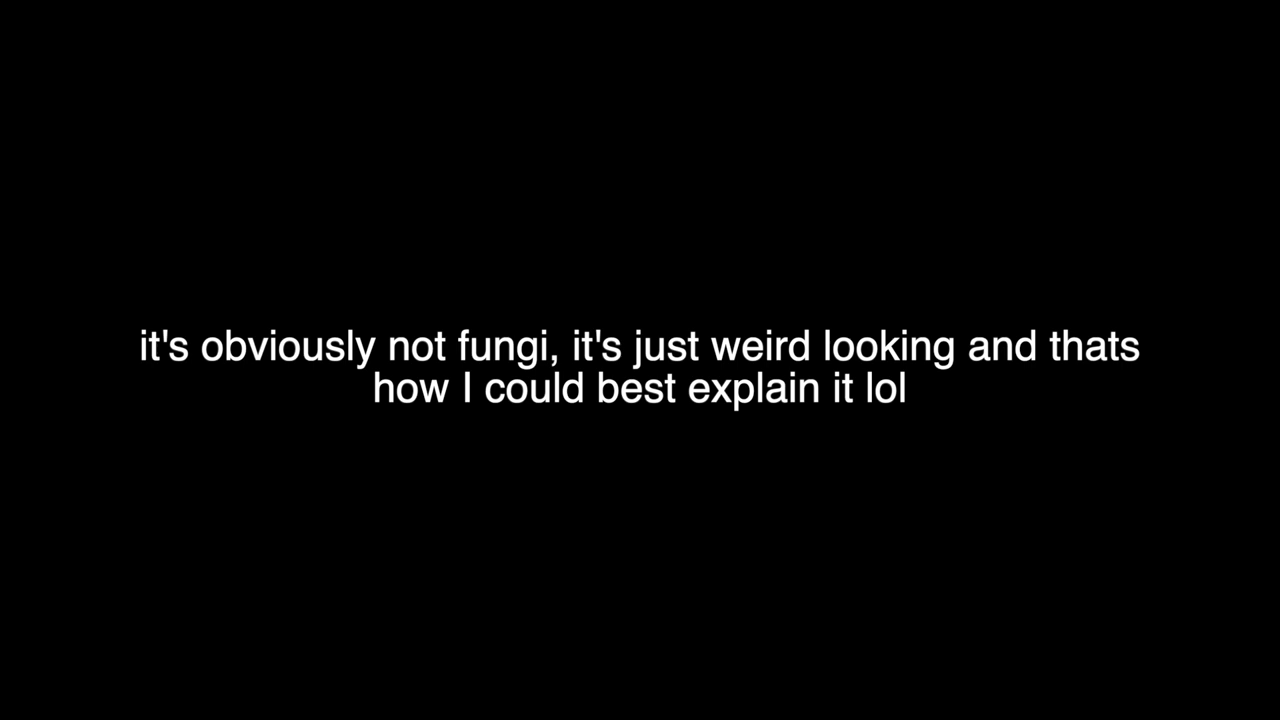 it's obviously not fungi, it's just weird looking and thats
how I could best explain it lol